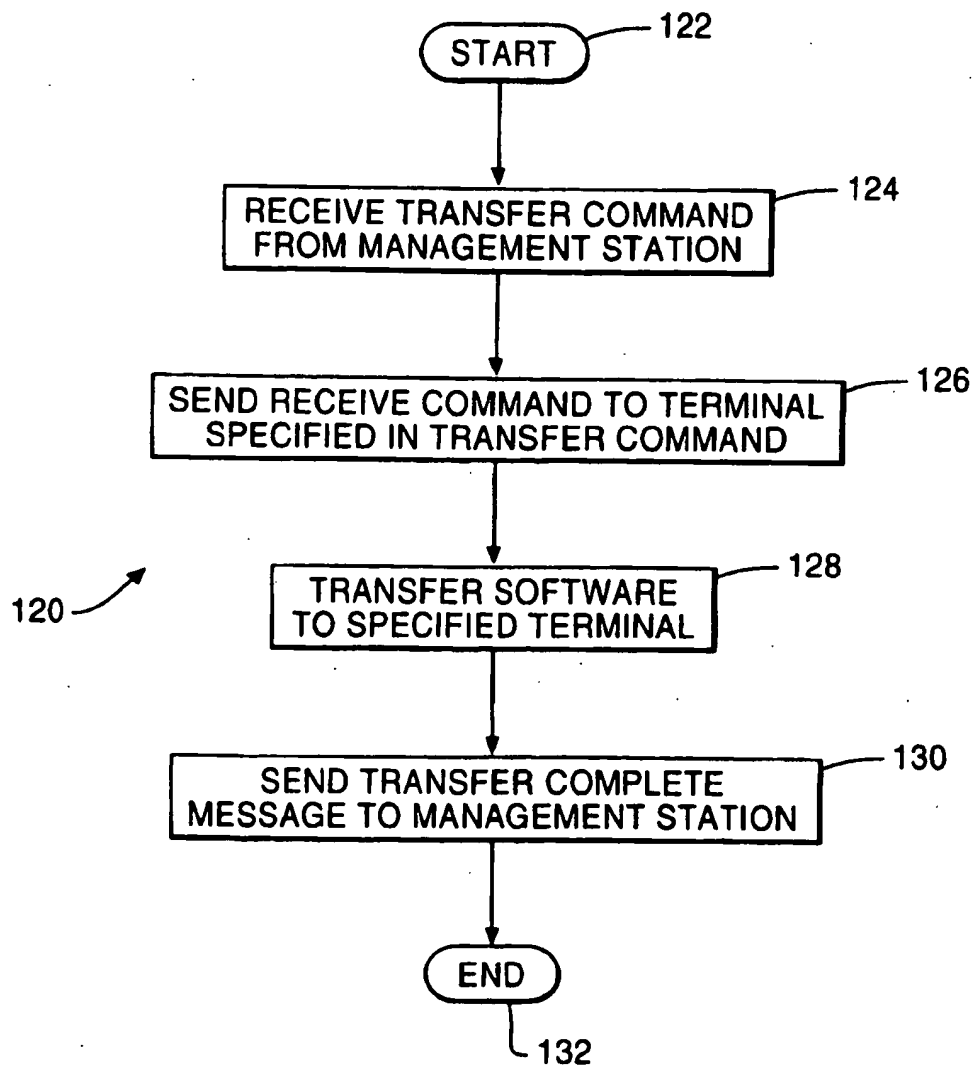 START
122
RECEIVE TRANSFER COMMAND
FROM MANAGEMENT STATION
124
SEND RECEIVE COMMAND TO TERMINAL
SPECIFIED IN TRANSFER COMMAND
126
TRANSFER SOFTWARE
TO SPECIFIED TERMINAL
128
120
SEND TRANSFER COMPLETE
MESSAGE TO MANAGEMENT STATION
130
END
132